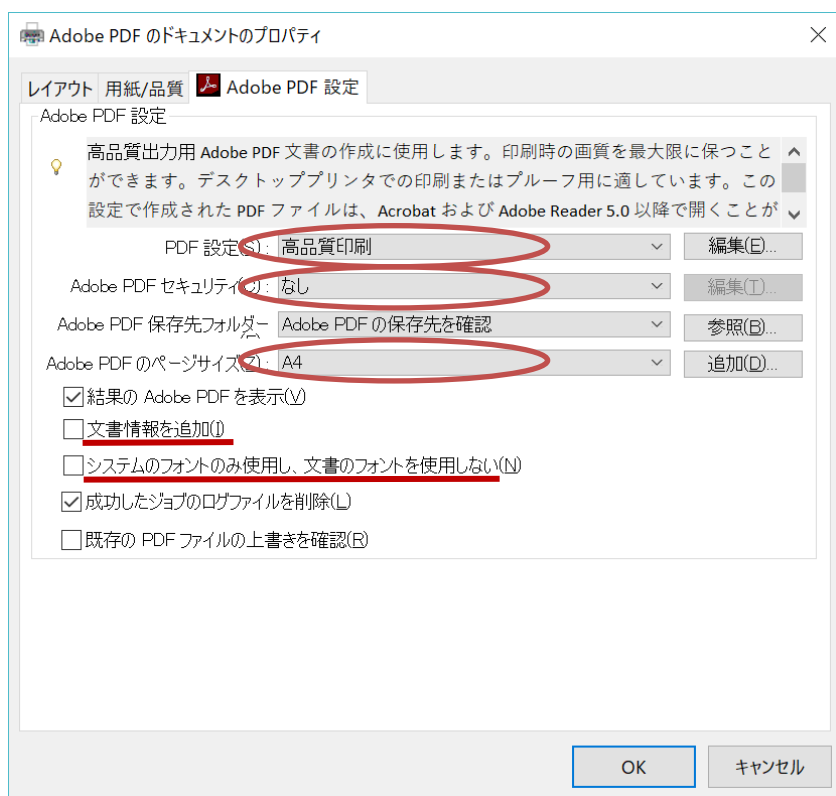 Adobe PDF のドキュメントのプロパティ
レイアウト 用紙/品質 Adobe PDF 設定
Adobe PDF 設定
高品質出力用 Adobe PDF 文書の作成に使用します。印刷時の画質を最大限に保つこと
ができます。デスクトッププリンタでの印刷またはプルーフ用に適しています。この
設定で作成された PDF ファイルは、Acrobat および Adobe Reader 5.0 以降で開くことが
PDF 設定(S): 高品質印刷 編集(E)...
Adobe PDF セキュリティ(C): なし 編集(T)...
Adobe PDF 保存先フォルダー Adobe PDF の保存先を確認 参照(B)...
Adobe PDF のページサイズ(Z): A4 追加(D)...
結果の Adobe PDF を表示(V)
文書情報を追加(I)
システムのフォントのみ使用し、文書のフォントを使用しない(N)
成功したジョブのログファイルを削除(L)
既存の PDF ファイルの上書きを確認(R)
OK キャンセル